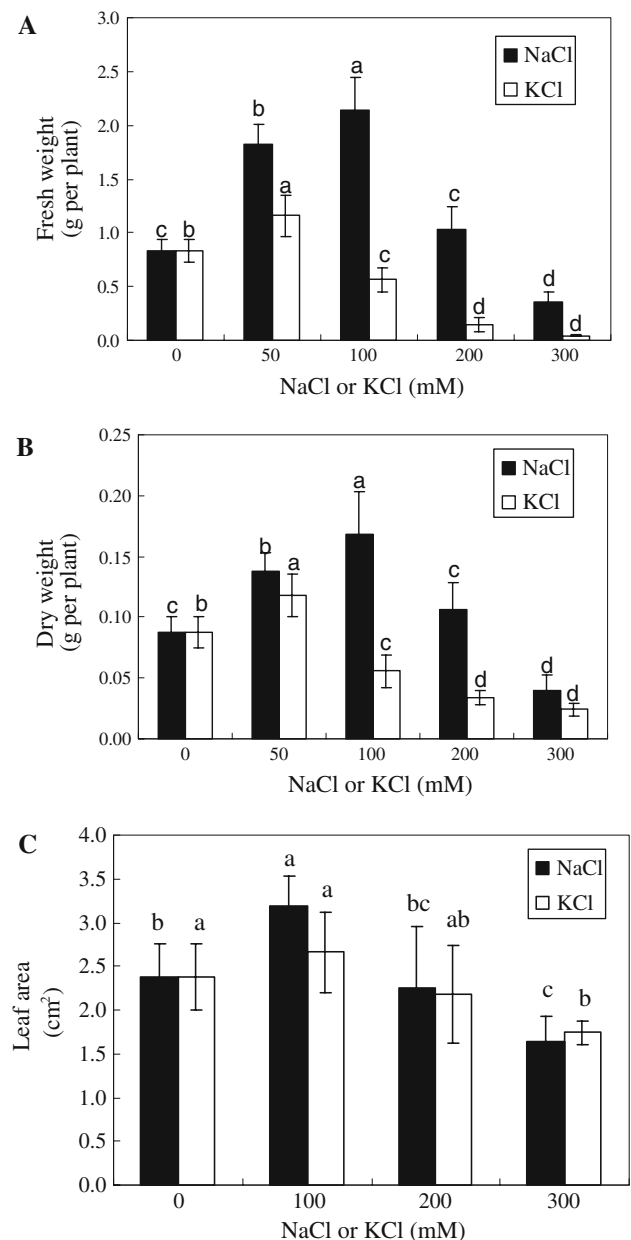 A
Fresh weight
(g per plant)
3.0
2.5
2.0
1.5
1.0
0.5
0.0
NaCl
KCl
c b
b a
a c
c d
d d
0 50 100 200 300
NaCl or KCl (mM)
B
Dry weight
(g per plant)
0.25
0.20
0.15
0.10
0.05
0.00
NaCl
KCl
c b
b a
a c
c d
d d
0 50 100 200 300
NaCl or KCl (mM)
C
Leaf area
(cm²)
4.0
3.5
3.0
2.5
2.0
1.5
1.0
0.5
0.0
NaCl
KCl
b a
a a
bc ab
c b
0 100 200 300
NaCl or KCl (mM)